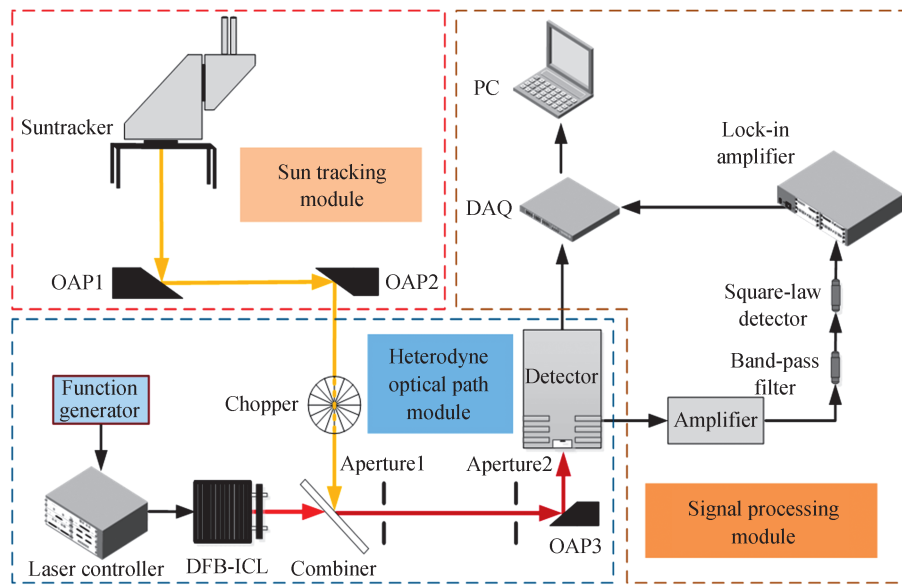 Suntracker
Sun tracking
module
OAP1
OAP2
PC
Lock-in
amplifier
DAQ
Square-law
detector
Band-pass
filter
Heterodyne
optical path
module
Detector
Function
generator
Chopper
Amplifier
Aperture1
Aperture2
Signal processing
module
Laser controller
DFB-ICL
Combiner
OAP3